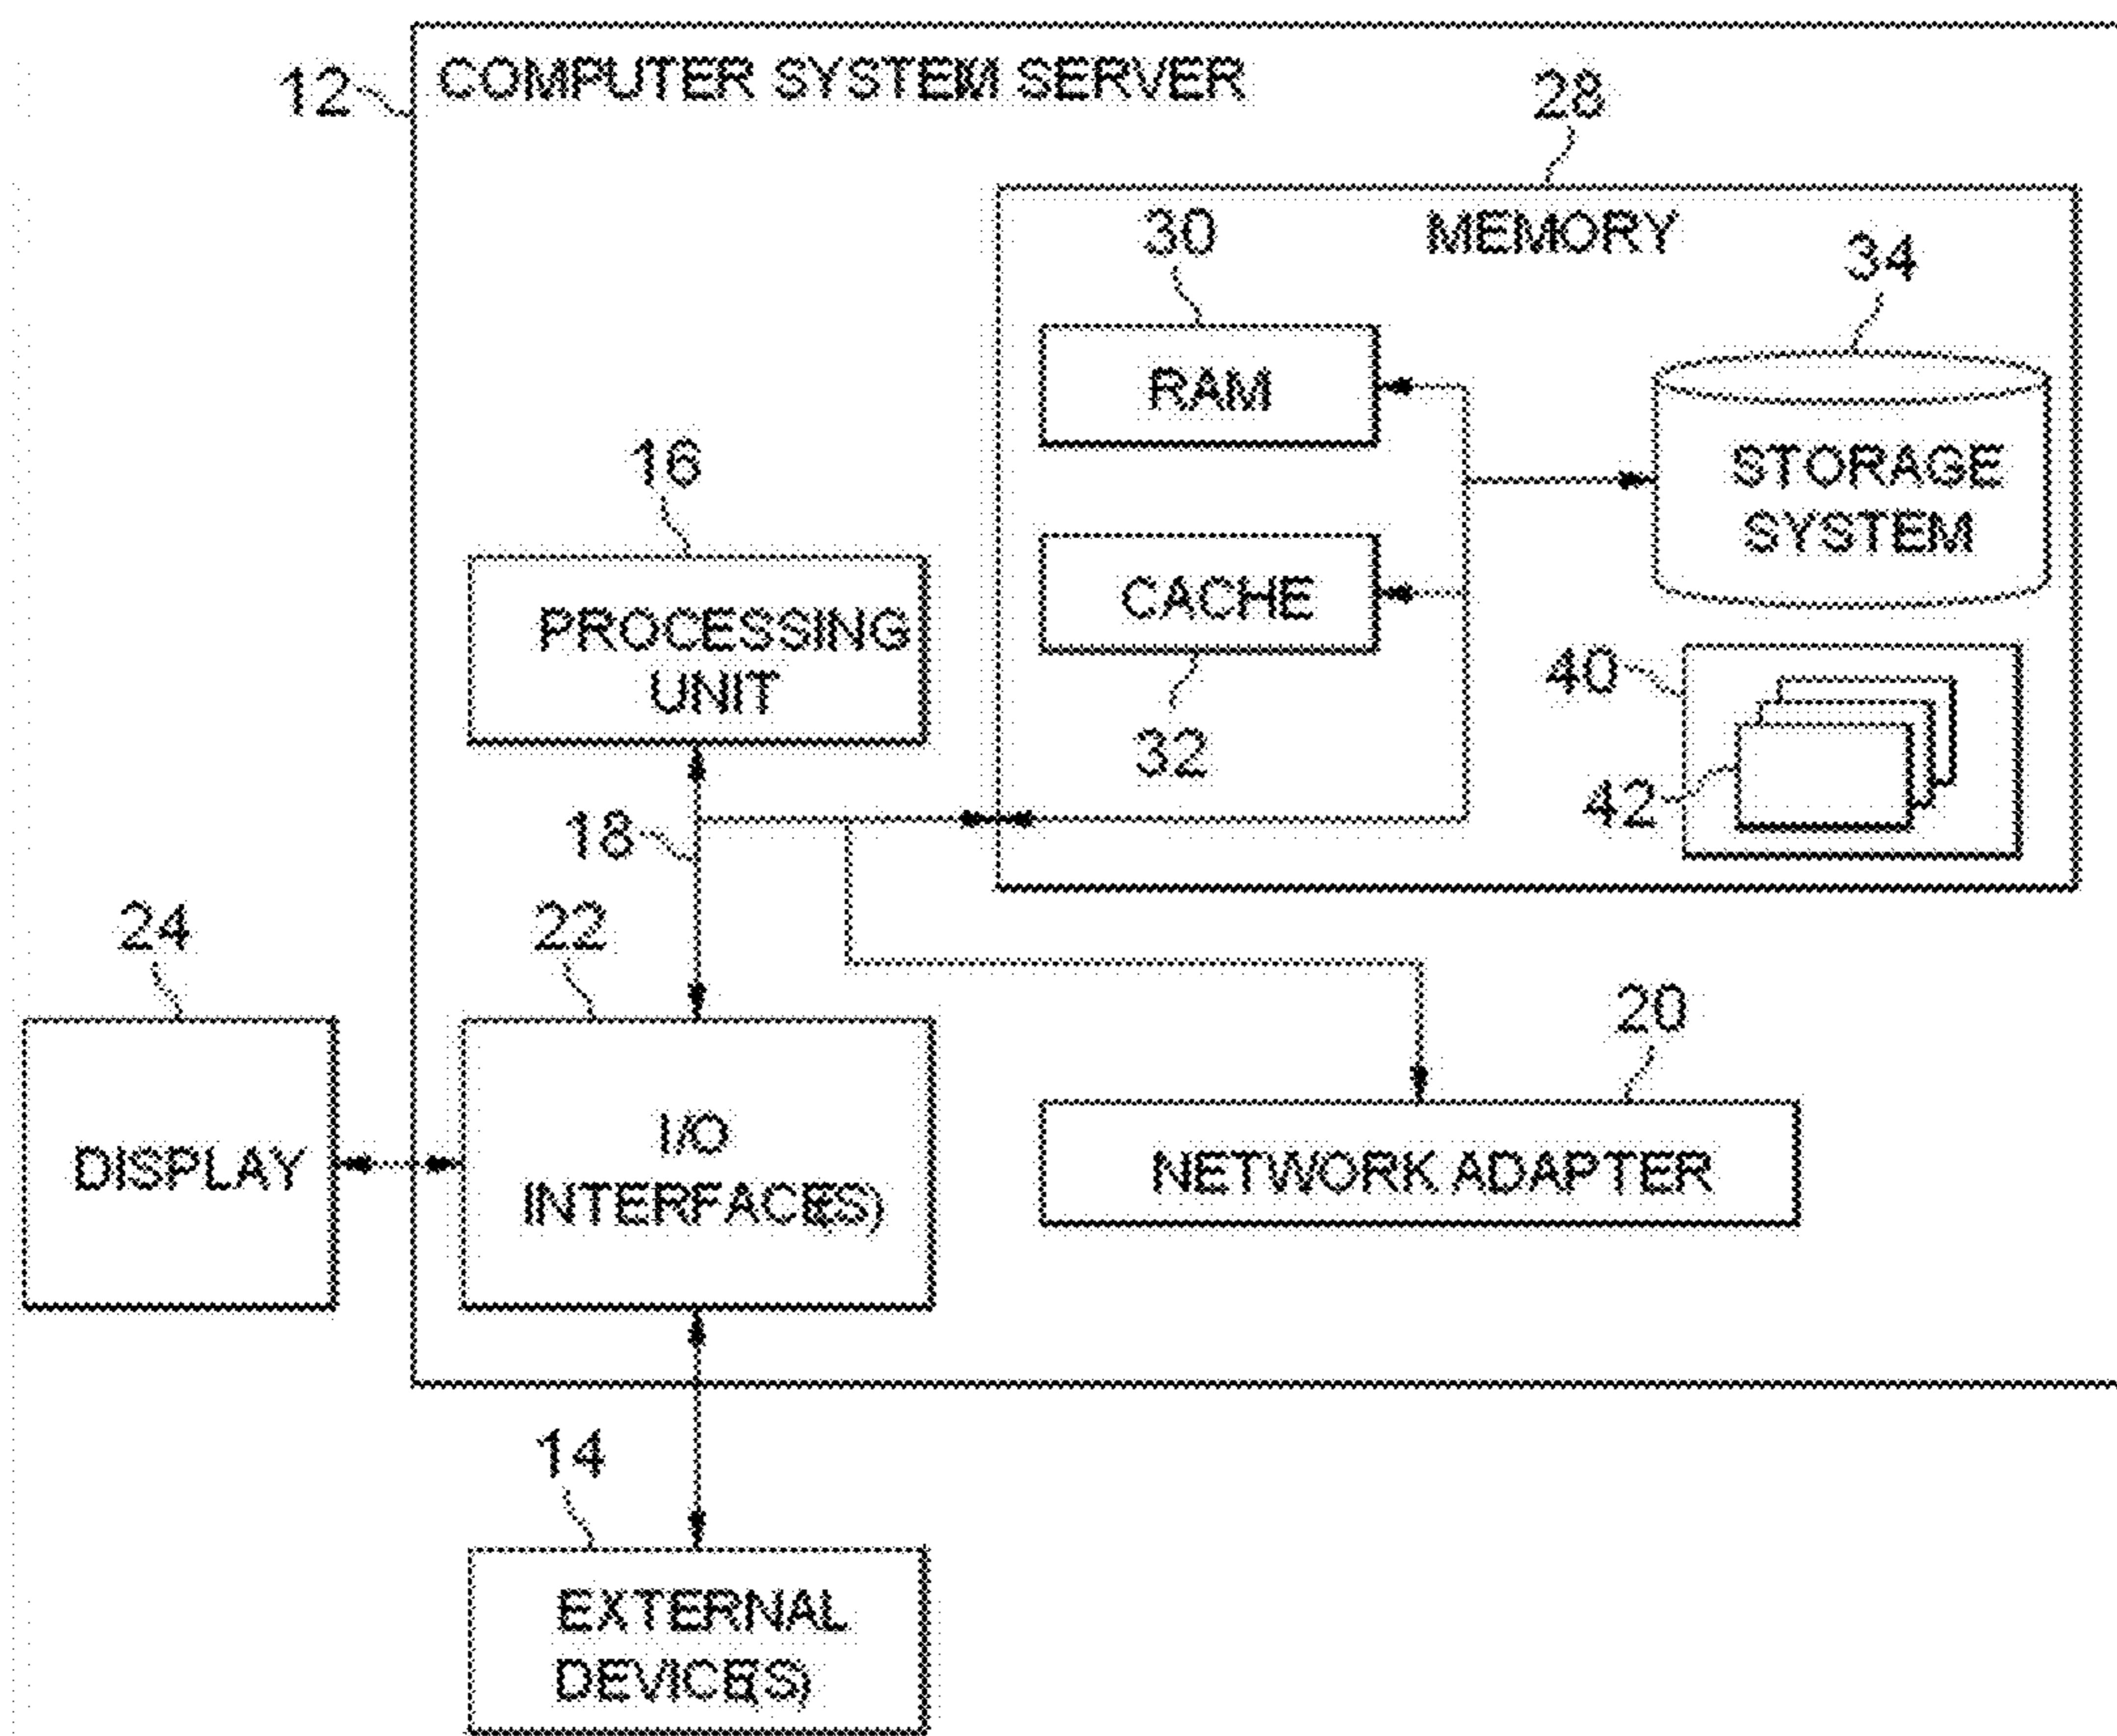 12
COMPUTER SYSTEM SERVER
28
MEMORY
30
34
RAM
STORAGE
SYSTEM
16
PROCESSING
UNIT
CACHE
32
40
42
18
24
22
20
DISPLAY
I/O
INTERFACE(S)
NETWORK ADAPTER
14
EXTERNAL
DEVICE(S)